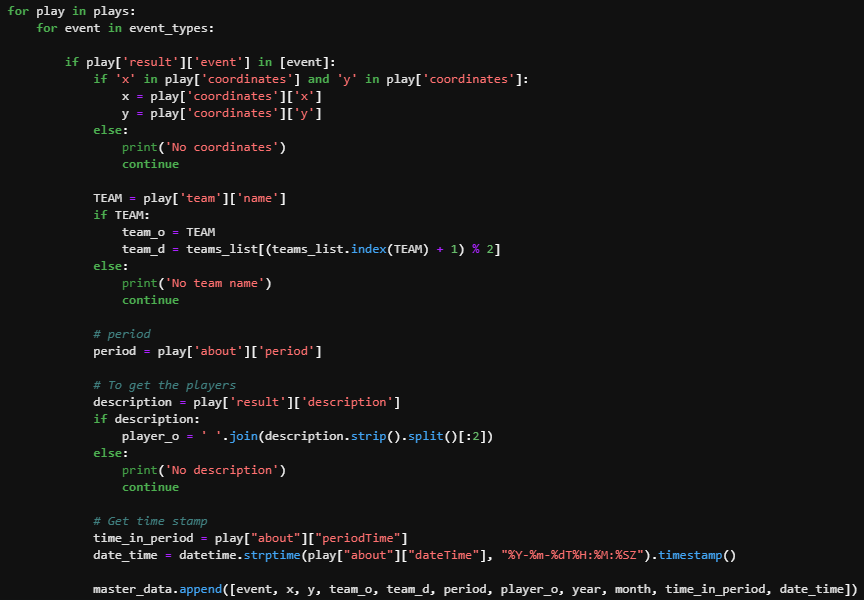 for play in plays:
    for event in event_types:

        if play['result']['event'] in [event]:
            if 'x' in play['coordinates'] and 'y' in play['coordinates']:
                x = play['coordinates']['x']
                y = play['coordinates']['y']
            else:
                print('No coordinates')
                continue

            TEAM = play['team']['name']
            if TEAM:
                team_o = TEAM
                team_d = teams_list[(teams_list.index(TEAM) + 1) % 2]
            else:
                print('No team name')
                continue

            # period
            period = play['about']['period']

            # To get the players
            description = play['result']['description']
            if description:
                player_o = ' '.join(description.strip().split()[:2])
            else:
                print('No description')
                continue

            # Get time stamp
            time_in_period = play["about"]["periodTime"]
            date_time = datetime.strptime(play["about"]["dateTime"], "%Y-%m-%dT%H:%M:%SZ").timestamp()

            master_data.append([event, x, y, team_o, team_d, period, player_o, year, month, time_in_period, date_time])